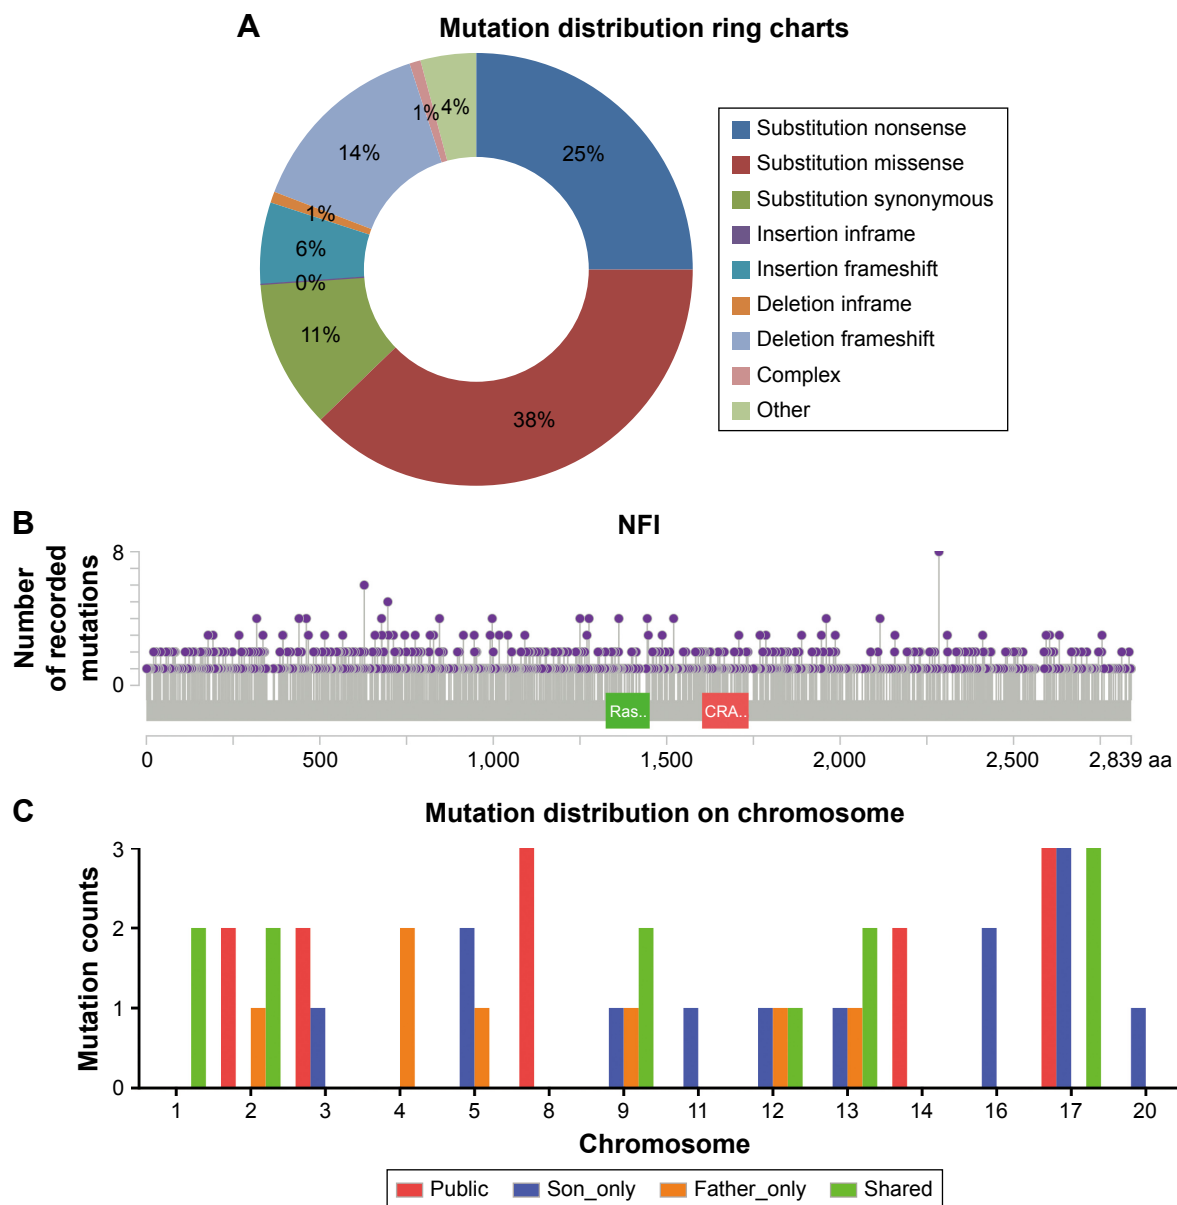 A
Mutation distribution ring charts
25%
38%
11%
0%
6%
1%
14%
1%
4%
Substitution nonsense
Substitution missense
Substitution synonymous
Insertion inframe
Insertion frameshift
Deletion inframe
Deletion frameshift
Complex
Other
B
NFI
Number
of recorded
mutations
8
0
Ras..
CRA..
0 500 1,000 1,500 2,000 2,500 2,839 aa
C
Mutation distribution on chromosome
Mutation counts
3
2
1
0
1 2 3 4 5 8 9 11 12 13 14 16 17 20
Chromosome
Public Son_only Father_only Shared